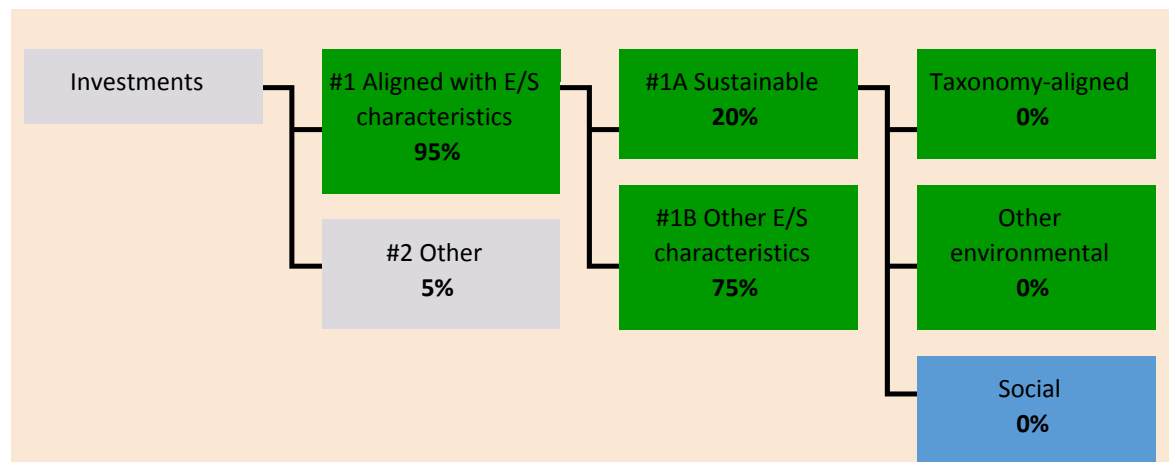 Investments
#1 Aligned with E/S
characteristics
95%
#2 Other
5%
#1A Sustainable
20%
#1B Other E/S
characteristics
75%
Taxonomy-aligned
0%
Other
environmental
0%
Social
0%